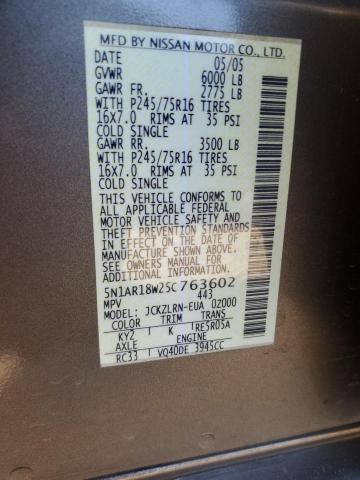 MFD BY NISSAN MOTOR CO., LTD.
DATE 05/05
GVWR 6000 LB
GAWR FR. 2775 LB
WITH P245/75R16 TIRES
16X7.0 RIMS AT 35 PSI
COLD SINGLE
GAWR RR. 3500 LB
WITH P245/75R16 TIRES
16X7.0 RIMS AT 35 PSI
COLD SINGLE
THIS VEHICLE CONFORMS TO
ALL APPLICABLE FEDERAL
MOTOR VEHICLE SAFETY AND
THEFT PREVENTION STANDARDS
IN EFFECT ON THE DATE OF
MANUFACTURE SHOWN ABOVE.
SEE OWNERS MANUAL FOR
ADDITIONAL INFORMATION
5N1AR18W25C763602
MPV 443
MODEL: JCKZLRN-EUA 0Z000
COLOR TRIM TRANS
KY2 K RE5R05A
AXLE ENGINE
RC33 VQ40DE 3945CC